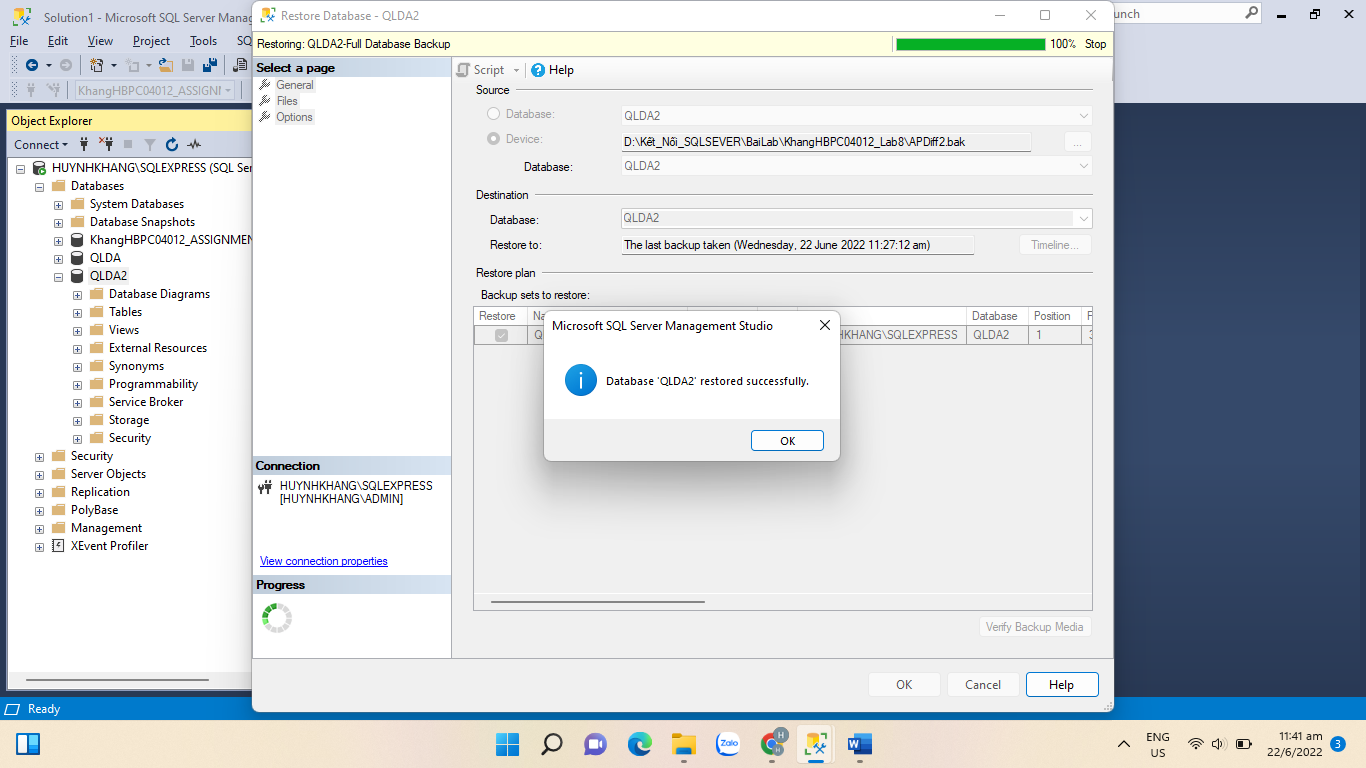 Solution1 - Microsoft SQL Server Mana
unch
File Edit View Project Tools SQ
KhangHBPC04012_ASSIGNM
Object Explorer
Connect
HUYNHKHANG\SQLEXPRESS (SQL Ser
Databases
System Databases
Database Snapshots
KhangHBPC04012_ASSIGNMEN
QLDA
QLDA2
Database Diagrams
Tables
Views
External Resources
Synonyms
Programmability
Service Broker
Storage
Security
Security
Server Objects
Replication
PolyBase
Management
XEvent Profiler
Restore Database - QLDA2
Restoring: QLDA2-Full Database Backup
100% Stop
Select a page
General
Files
Options
Connection
HUYNHKHANG\SQLEXPRESS
[HUYNHKHANG\ADMIN]
View connection properties
Progress
Script Help
Source
Database: QLDA2
Device: D:\Kết_Nối_SQLSEVER\BaiLab\KhangHBPC04012_Lab8\APDiff2.bak ...
Database: QLDA2
Destination
Database: QLDA2
Restore to: The last backup taken (Wednesday, 22 June 2022 11:27:12 am) Timeline...
Restore plan
Backup sets to restore:
Restore Na Database Position F
HKHANG\SQLEXPRESS QLDA2 1
Microsoft SQL Server Management Studio
Database 'QLDA2' restored successfully.
OK
Verify Backup Media
OK Cancel Help
Ready
Zalo
H
H
W
ENG
US
11:41 am
22/6/2022
3